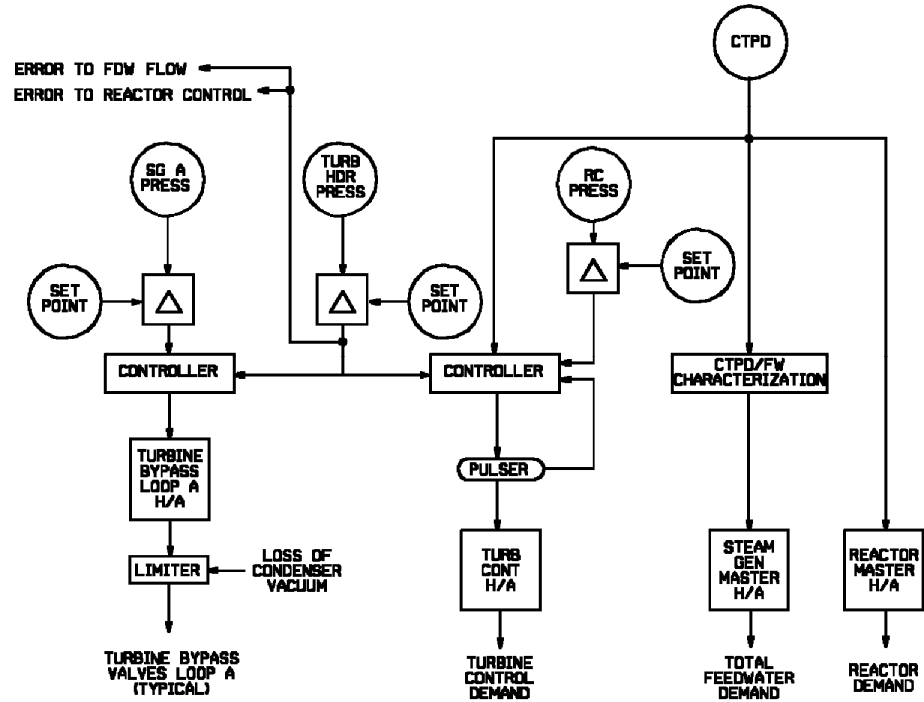 CTPD
ERROR TO FDW FLOW
ERROR TO REACTOR CONTROL
SG A
PRESS
TURB
HDR
PRESS
RC
PRESS
SET
POINT
Δ
Δ
SET
POINT
Δ
SET
POINT
CONTROLLER
CONTROLLER
CTPD/FW
CHARACTERIZATION
TURBINE
BYPASS
LOOP A
H/A
PULSER
LIMITER
LOSS OF
CONDENSER
VACUUM
TURB
CONT
H/A
STEAM
GEN
MASTER
H/A
REACTOR
MASTER
H/A
TURBINE BYPASS
VALVES LOOP A
(TYPICAL)
TURBINE
CONTROL
DEMAND
TOTAL
FEEDWATER
DEMAND
REACTOR
DEMAND